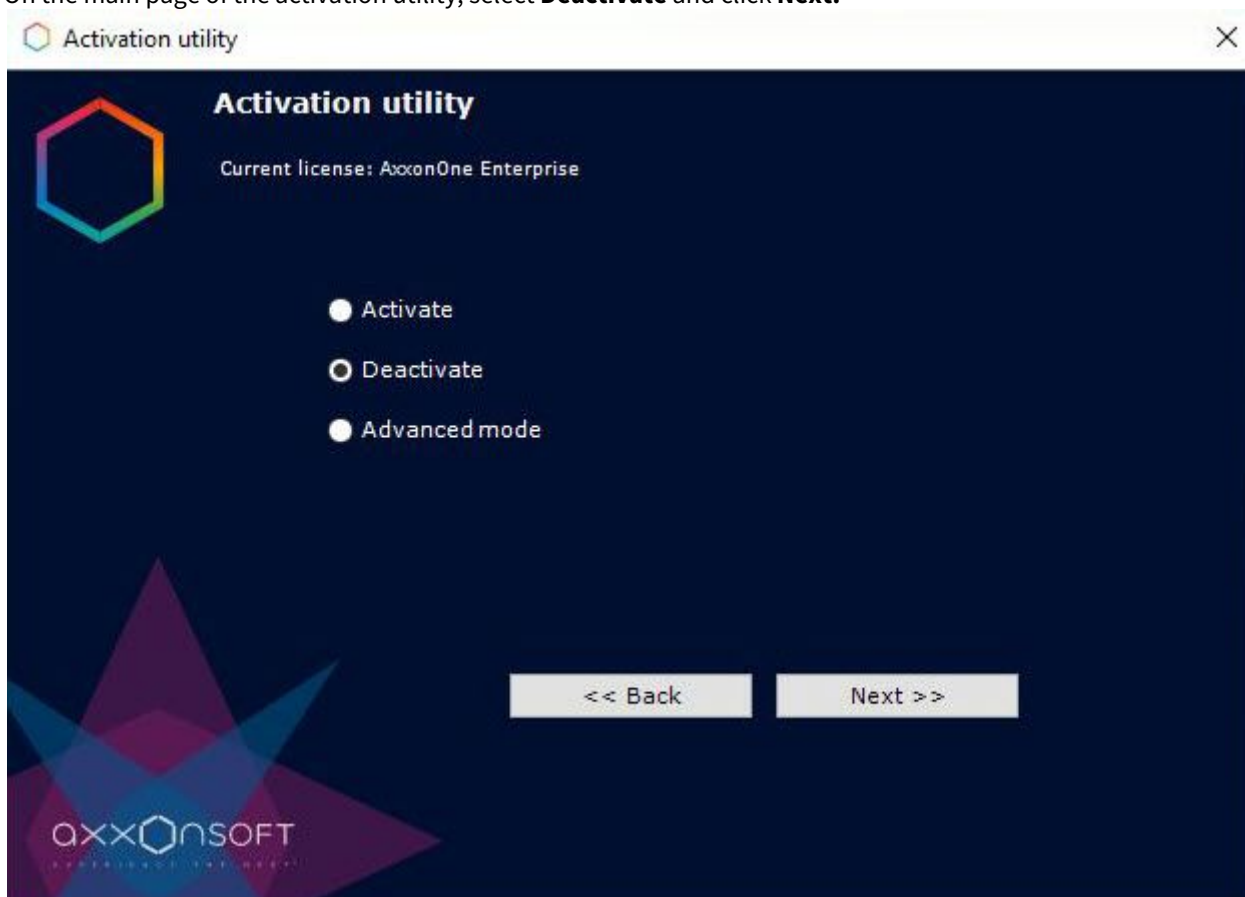 On the main page of the activation utility, select Deactivate and click Next.
Activation utility
Activation utility
Current license: AxxonOne Enterprise
Activate
Deactivate
Advanced mode
<< Back
Next >>
axxonsoft